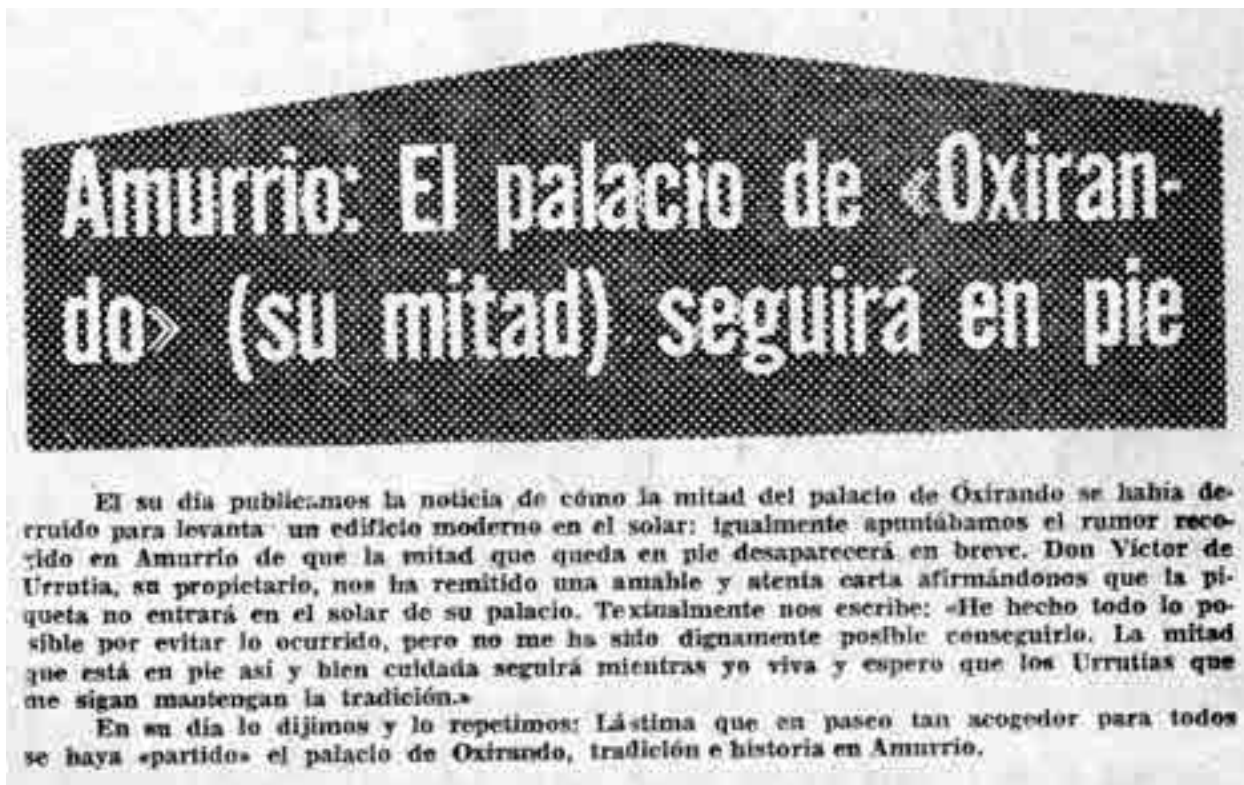 Amurrio: El palacio de «Oxiran-
do» (su mitad) seguirá en pie
El su día publicamos la noticia de cómo la mitad del palacio de Oxirando se había de-
rruido para levanta un edificio moderno en el solar: igualmente apuntábamos el rumor reco-
rido en Amurrio de que la mitad que queda en pie desaparecerá en breve. Don Víctor de
Urrutia, su propietario, nos ha remitido una amable y atenta carta afirmándonos que la pi-
queta no entrará en el solar de su palacio. Textualmente nos escribe: «He hecho todo lo po-
sible por evitar lo ocurrido, pero no me ha sido dignamente posible conseguirlo. La mitad
que está en pie así y bien cuidada seguirá mientras yo viva y espero que los Urrutias que
me sigan mantengan la tradición.»
En su día lo dijimos y lo repetimos: Lástima que en paseo tan acogedor para todos
se haya «partido» el palacio de Oxirando, tradición e historia en Amurrio.